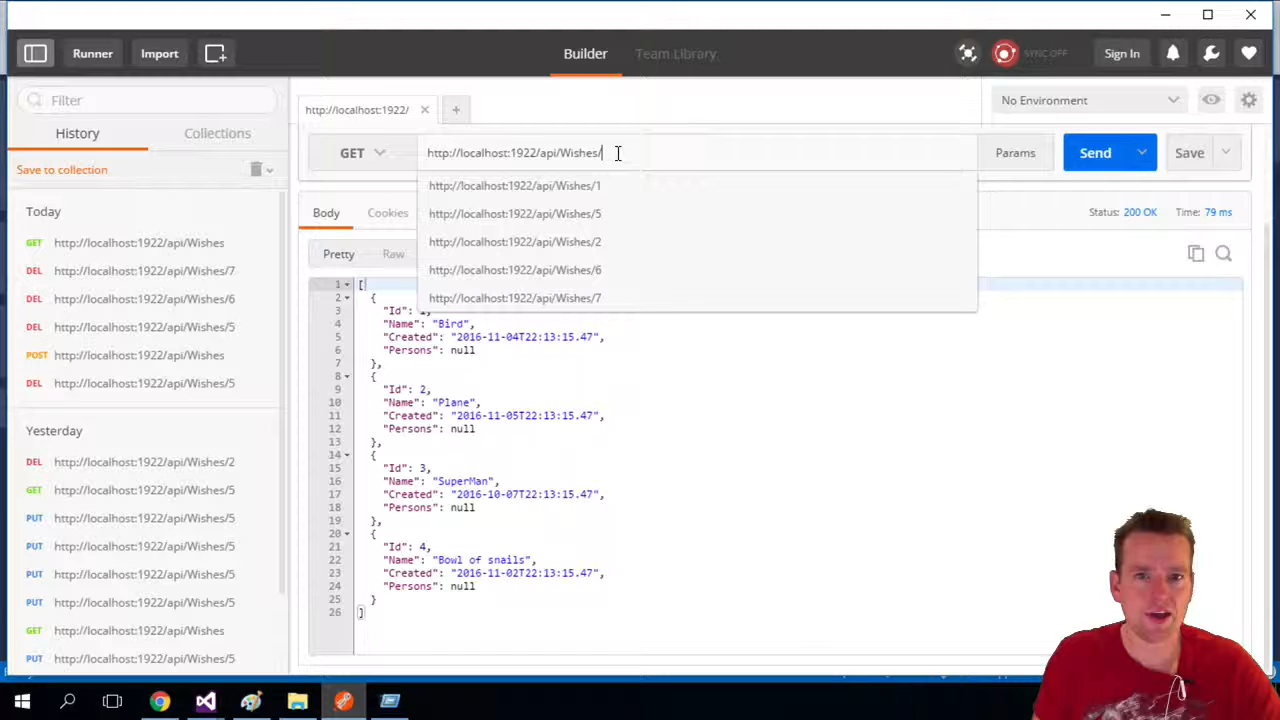 Runner
Import
Builder
Team Library
SYNC OFF
Sign In
Filter
History
Collections
Save to collection
Today
GET http://localhost:1922/api/Wishes
DEL http://localhost:1922/api/Wishes/7
DEL http://localhost:1922/api/Wishes/6
DEL http://localhost:1922/api/Wishes/5
POST http://localhost:1922/api/Wishes
DEL http://localhost:1922/api/Wishes/5
Yesterday
DEL http://localhost:1922/api/Wishes/2
GET http://localhost:1922/api/Wishes/5
PUT http://localhost:1922/api/Wishes/5
PUT http://localhost:1922/api/Wishes/5
PUT http://localhost:1922/api/Wishes/5
PUT http://localhost:1922/api/Wishes/5
GET http://localhost:1922/api/Wishes
PUT http://localhost:1922/api/Wishes/5
http://localhost:1922/
No Environment
GET http://localhost:1922/api/Wishes/
Params
Send
Save
http://localhost:1922/api/Wishes/1
http://localhost:1922/api/Wishes/5
http://localhost:1922/api/Wishes/2
http://localhost:1922/api/Wishes/6
http://localhost:1922/api/Wishes/7
Body
Cookies
Status: 200 OK
Time: 79 ms
Pretty
Raw
1 [
2 {
3 "Id": 1,
4 "Name": "Bird",
5 "Created": "2016-11-04T22:13:15.47",
6 "Persons": null
7 },
8 {
9 "Id": 2,
10 "Name": "Plane",
11 "Created": "2016-11-05T22:13:15.47",
12 "Persons": null
13 },
14 {
15 "Id": 3,
16 "Name": "SuperMan",
17 "Created": "2016-10-07T22:13:15.47",
18 "Persons": null
19 },
20 {
21 "Id": 4,
22 "Name": "Bowl of snails",
23 "Created": "2016-11-02T22:13:15.47",
24 "Persons": null
25 }
26 ]